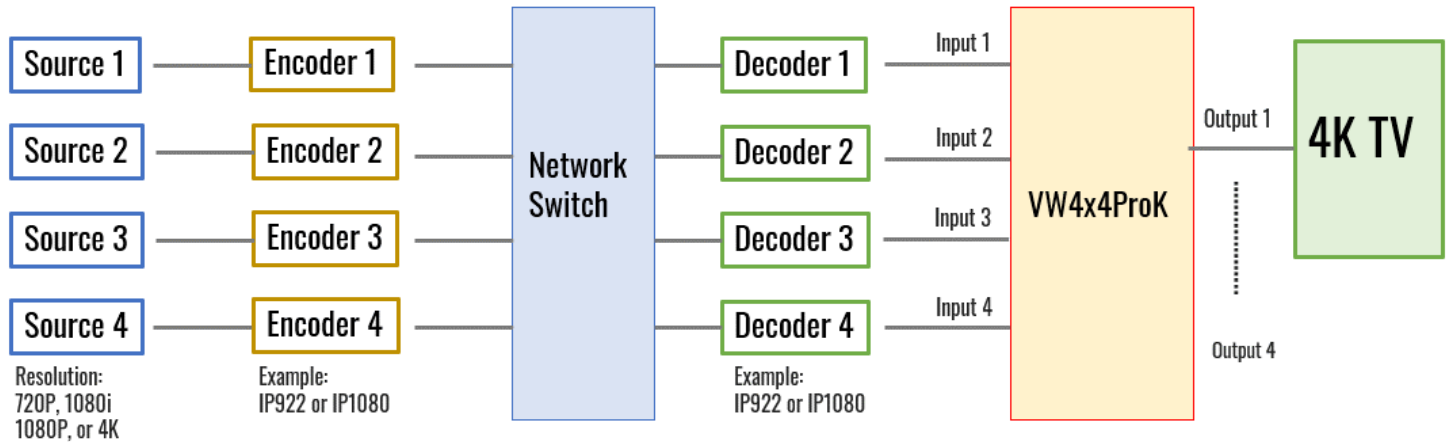 Source 1
Encoder 1
Decoder 1
Input 1
Source 2
Encoder 2
Network
Switch
Decoder 2
Input 2
VW4x4ProK
Output 1
4K TV
Source 3
Encoder 3
Decoder 3
Input 3
Source 4
Encoder 4
Decoder 4
Input 4
Output 4
Resolution:
720P, 1080i
1080P, or 4K
Example:
IP922 or IP1080
Example:
IP922 or IP1080